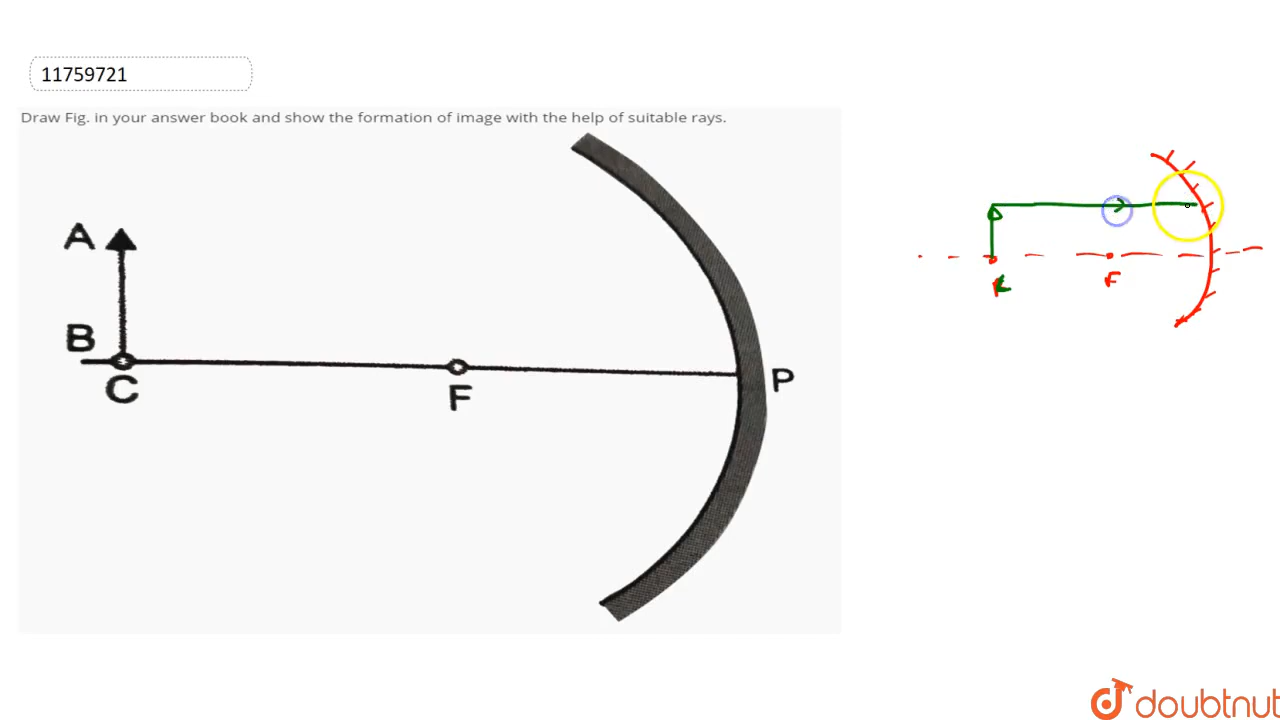 11759721
Draw Fig. in your answer book and show the formation of image with the help of suitable rays.
A
B
C
F
P
F
doubtnut